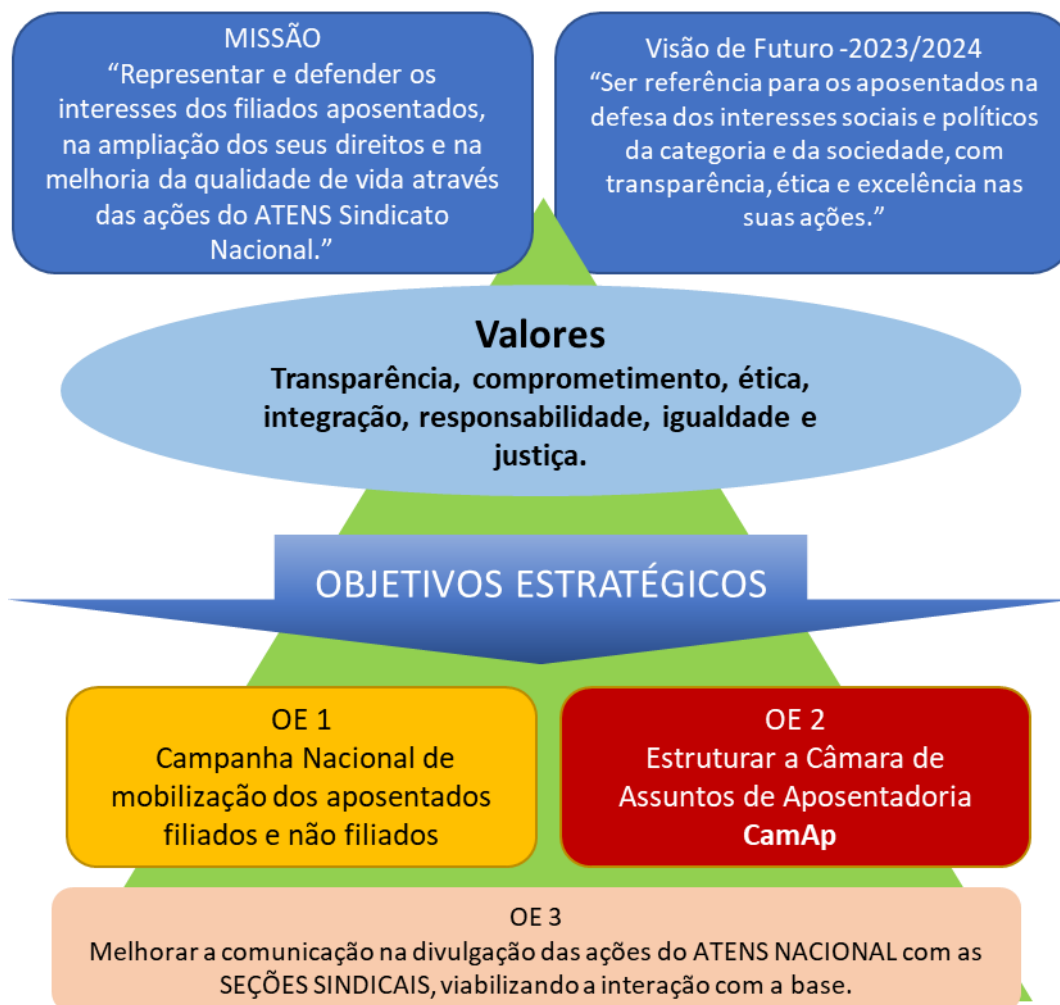 MISSÃO
“Representar e defender os
interesses dos filiados aposentados,
na ampliação dos seus direitos e na
melhoria da qualidade de vida através
das ações do ATENS Sindicato
Nacional.”
Visão de Futuro -2023/2024
“Ser referência para os aposentados na
defesa dos interesses sociais e políticos
da categoria e da sociedade, com
transparência, ética e excelência nas
suas ações.”
Valores
Transparência, comprometimento, ética,
integração, responsabilidade, igualdade e
justiça.
OBJETIVOS ESTRATÉGICOS
OE 1
Campanha Nacional de
mobilização dos aposentados
filiados e não filiados
OE 2
Estruturar a Câmara de
Assuntos de Aposentadoria
CamAp
OE 3
Melhorar a comunicação na divulgação das ações do ATENS NACIONAL com as
SEÇÕES SINDICAIS, viabilizando a interação com a base.